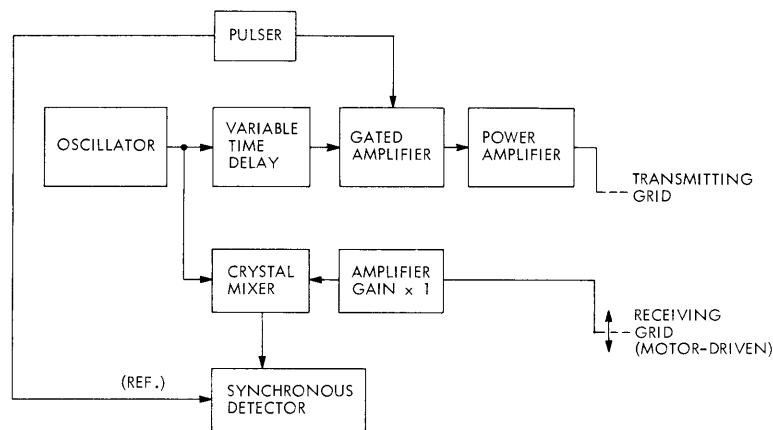 PULSER
OSCILLATOR
VARIABLE
TIME
DELAY
GATED
AMPLIFIER
POWER
AMPLIFIER
TRANSMITTING
GRID
CRYSTAL
MIXER
AMPLIFIER
GAIN x 1
RECEIVING
GRID
(MOTOR-DRIVEN)
(REF.)
SYNCHRONOUS
DETECTOR